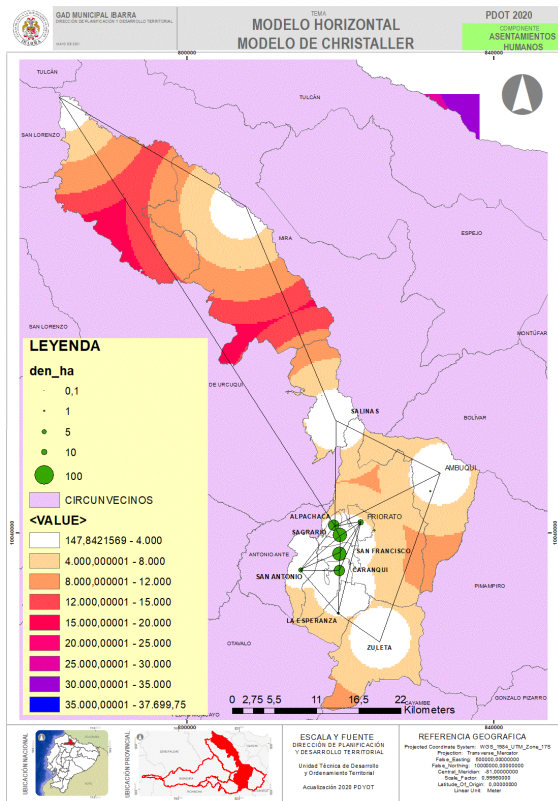 GAD MUNICIPAL IBARRA
DIRECCIÓN DE PLANIFICACIÓN Y DESARROLLO TERRITORIAL
TEMA
MODELO HORIZONTAL
MODELO DE CHRISTALLER
PDOT 2020
COMPONENTE
ASENTAMIENTOS
HUMANOS
800000
840000
TULCÁN
TULCÁN
SAN LORENZO
MIRA
ESPEJO
SAN LORENZO
MONTÚFAR
LEYENDA
den_ha
0,1
1
5
10
100
CIRCUNVECINOS
<VALUE>
147,8421569 - 4.000
4.000,000001 - 8.000
8.000,000001 - 12.000
12.000,00001 - 15.000
15.000,00001 - 20.000
20.000,00001 - 25.000
25.000,00001 - 30.000
30.000,00001 - 35.000
35.000,00001 - 37.699,75
DE URCUQUI
SALINAS
BOLÍVAR
AMBUQUI
ALPACHACA
PRIORATO
SAGRARIO
10040000
10040000
ANTONIO ANTE
SAN FRANCISCO
SAN ANTONIO
CARANQUI
PIMAMPIRO
LA ESPERANZA
OTAVALO
ZULETA
GONZALO PIZARRO
CAYAMBE
0 2,75 5,5 11 16,5 22
Kilometers
800000
840000
UBICACIÓN NACIONAL
UBICACIÓN PROVINCIAL
ESCALA Y FUENTE
DIRECCIÓN DE PLANIFICACIÓN
Y DESARROLLO TERRITORIAL
Unidad Técnica de Desarrollo
y Ordenamiento Territorial
Actualización 2020 PDYOT
REFERENCIA GEOGRAFICA
Projected Coordinate System: WGS_1984_UTM_Zone_17S
Projection: Transverse_Mercator
False_Easting: 500000,00000000
False_Northing: 10000000,00000000
Central_Meridian: -81,00000000
Scale_Factor: 0,99960000
Latitude_Of_Origin: 0,00000000
Linear Unit: Meter